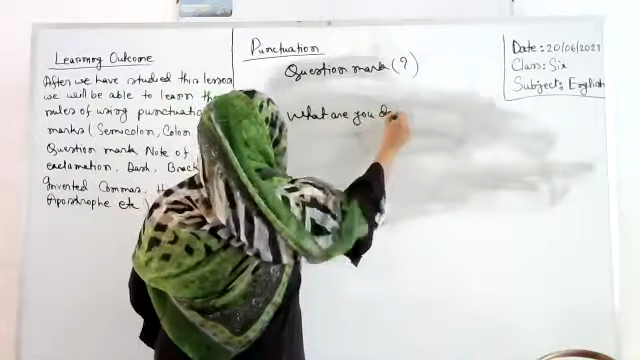 Learning Outcome
After we have studied this lesson
we will be able to learn the
rules of using punctuation
marks (Semicolon, Colon
Question mark, Note of
exclamation, Dash, Brack
Inverted Commas, H
Apostrophe etc)
Punctuation
Question mark (?)
What are you do
Date: 20/06/2021
Class: Six
Subject: English